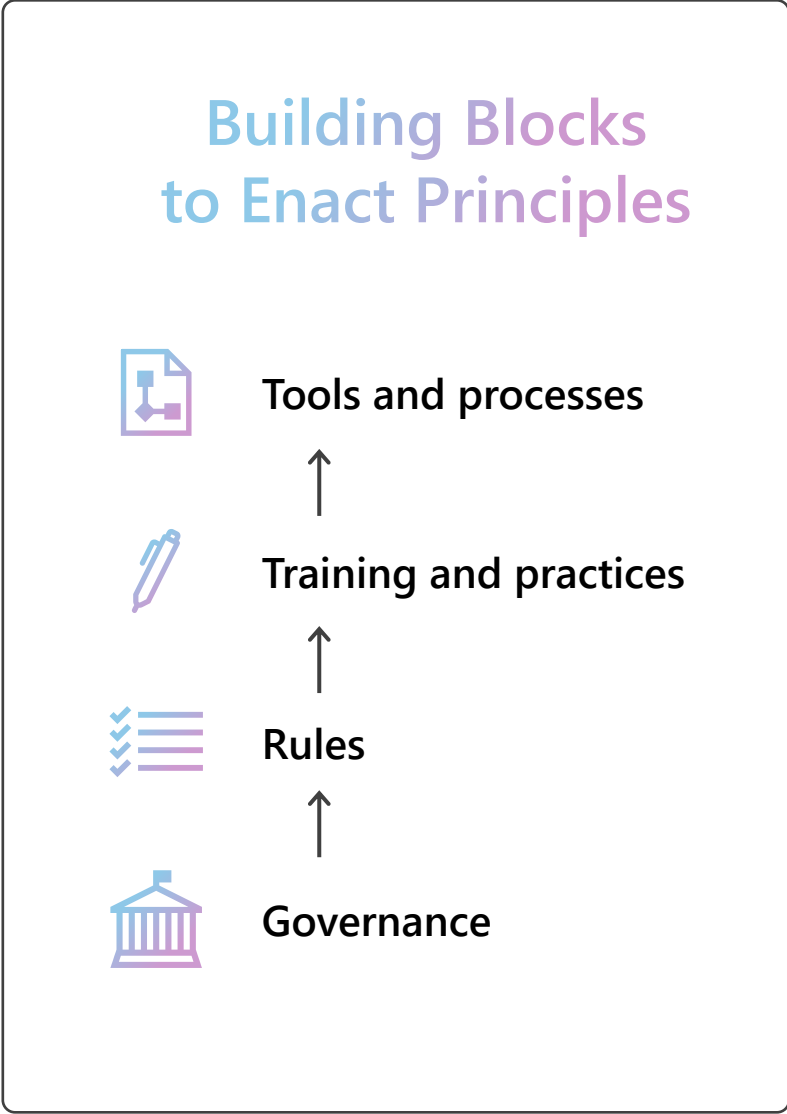 Building Blocks
to Enact Principles
Tools and processes
Training and practices
Rules
Governance